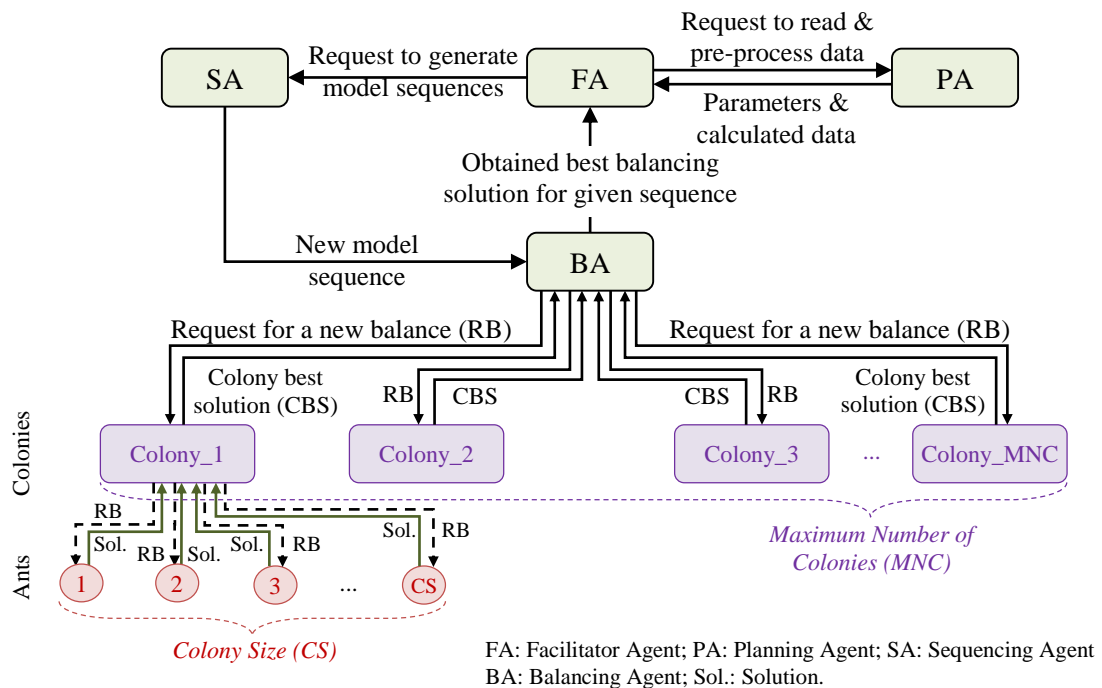 Request to read &
pre-process data
Request to generate
model sequences
SA
FA
PA
Parameters &
calculated data
Obtained best balancing
solution for given sequence
New model
sequence
BA
Request for a new balance (RB)
Request for a new balance (RB)
Colony best
solution (CBS)
RB
CBS
CBS
RB
Colony best
solution (CBS)
Colonies
Colony_1
Colony_2
Colony_3
...
Colony_MNC
RB
Sol.
RB
Sol.
Sol.
RB
Sol.
RB
Maximum Number of
Colonies (MNC)
Ants
1
2
3
...
CS
Colony Size (CS)
FA: Facilitator Agent; PA: Planning Agent; SA: Sequencing Agent
BA: Balancing Agent; Sol.: Solution.